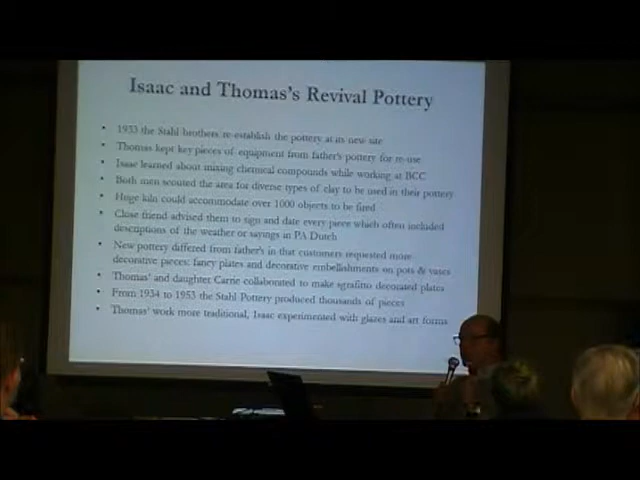 Isaac and Thomas's Revival Pottery
• 1933 the Stahl brothers re-establish the pottery at its new site
• Thomas kept key pieces of equipment from father's pottery for re-use
• Isaac learned about mixing chemical compounds while working at BCC
• Both men scouted the area for diverse types of clay to be used in their pottery
• Huge kiln could accommodate over 1000 objects to be fired
• Close friend advised them to sign and date every piece which often included
descriptions of the weather or sayings in PA Dutch
• New pottery differed from father's in that customers requested more
decorative pieces: fancy plates and decorative embellishments on pots & vases
• Thomas' and daughter Carrie collaborated to make sgrafitto decorated plates
• From 1934 to 1953 the Stahl Pottery produced thousands of pieces
• Thomas' work more traditional, Isaac experimented with glazes and art forms